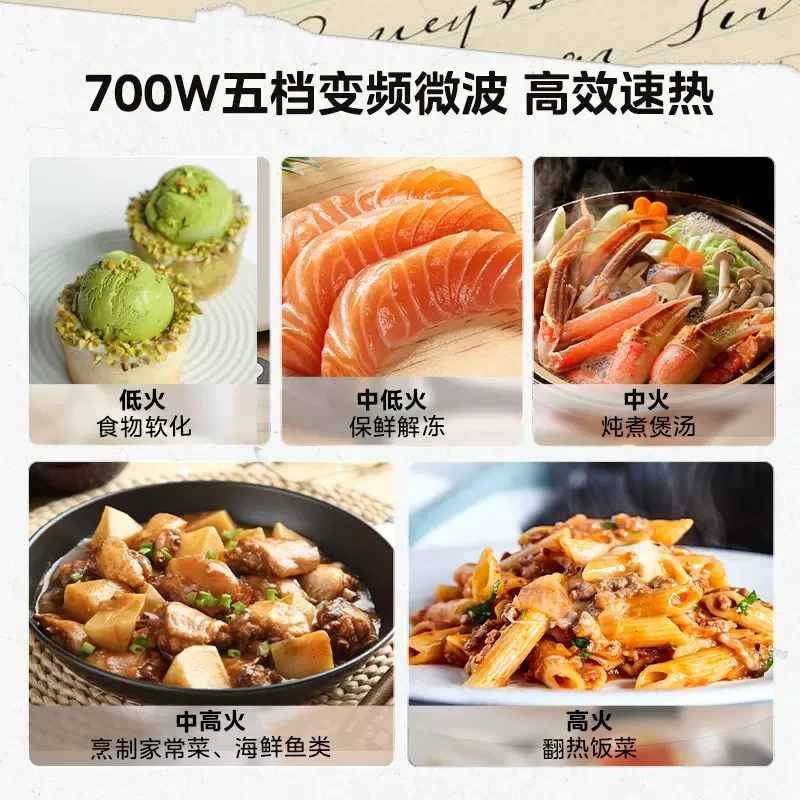 700W五档变频微波 高效速热
低火
食物软化
中低火
保鲜解冻
中火
炖煮煲汤
中高火
烹制家常菜、海鲜鱼类
高火
翻热饭菜